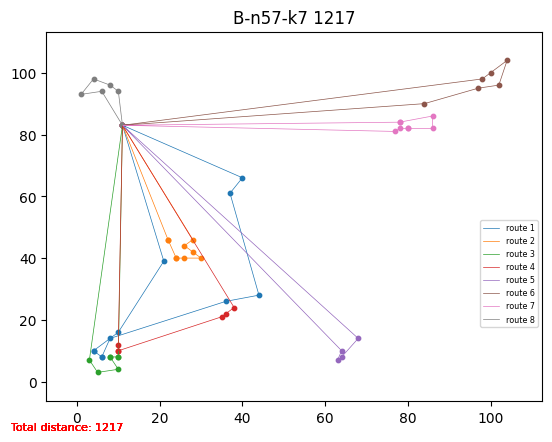 B-n57-k7 1217
100
80
60
40
20
0
route 1
route 2
route 3
route 4
route 5
route 6
route 7
route 8
0 20 40 60 80 100
Total distance: 1217